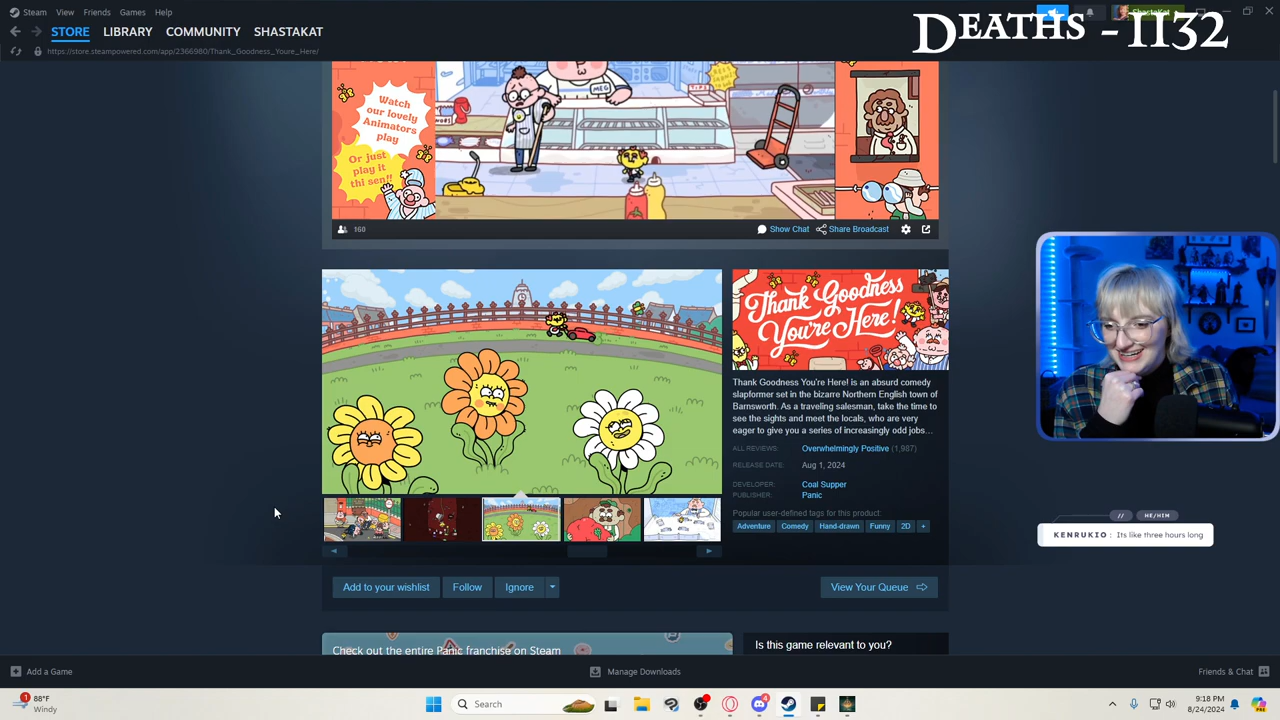 Steam View Friends Games Help
ShactaKat
DEATHS - 1132
STORE LIBRARY COMMUNITY SHASTAKAT
https://store.steampowered.com/app/2366980/Thank_Goodness_Youre_Here/
Watch
our lovely
Animators
play
Or just
play it
thi sen!!
MEG
160
Show Chat
Share Broadcast
Thank Goodness
You're Here!
Thank Goodness You're Here! is an absurd comedy
slapformer set in the bizarre Northern English town of
Barnsworth. As a traveling salesman, take the time to
see the sights and meet the locals, who are very
eager to give you a series of increasingly odd jobs...
ALL REVIEWS: Overwhelmingly Positive (1,987)
RELEASE DATE: Aug 1, 2024
DEVELOPER: Coal Supper
PUBLISHER: Panic
Popular user-defined tags for this product:
Adventure Comedy Hand-drawn Funny 2D +
// HE/HIM
KENRUKIO : Its like three hours long
Add to your wishlist Follow Ignore
View Your Queue
Check out the entire Panic franchise on Steam
Is this game relevant to you?
Add a Game
Manage Downloads
Friends & Chat
1
88°F
Windy
Search
4
9:18 PM
8/24/2024